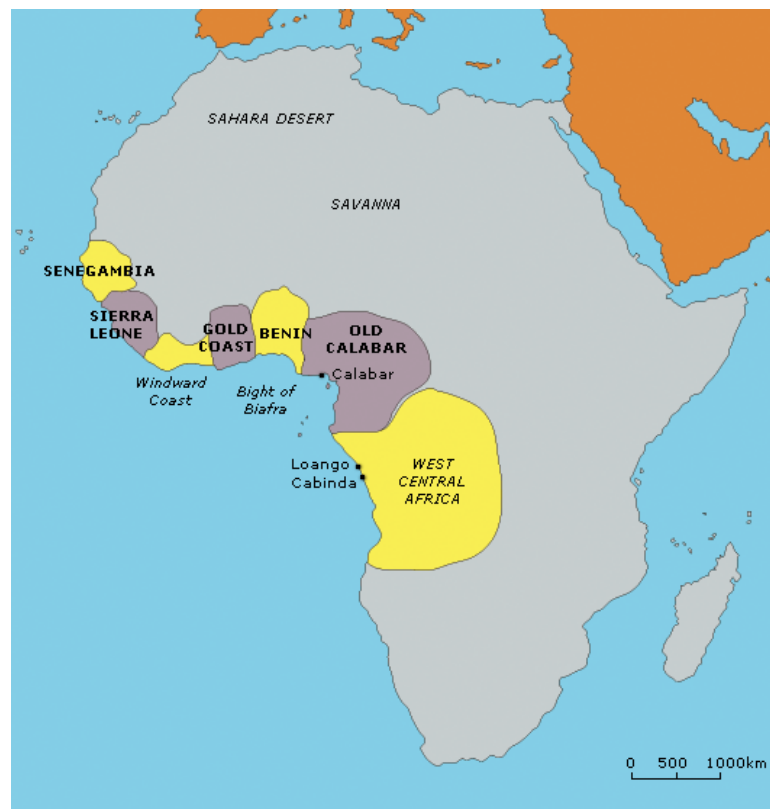 SAHARA DESERT
SAVANNA
SENEGAMBIA
SIERRA
LEONE
GOLD
COAST
BENIN
OLD
CALABAR
Calabar
Windward
Coast
Bight of
Biafra
Loango
Cabinda
WEST
CENTRAL
AFRICA
0 500 1000km